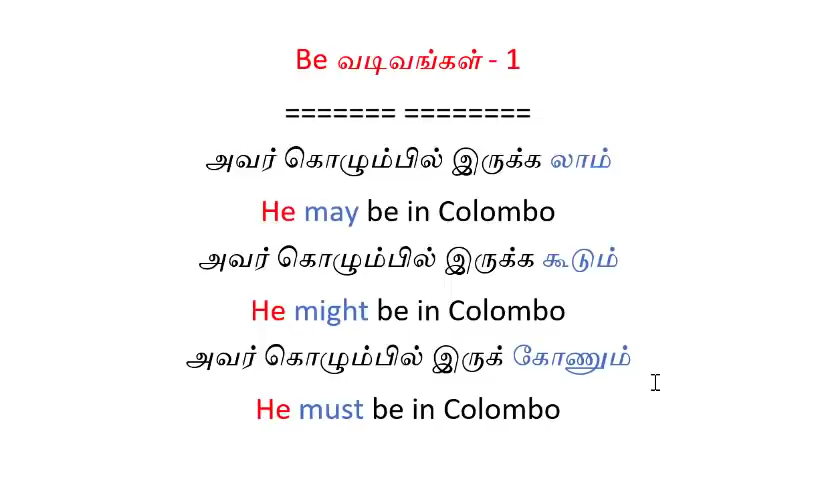 Be வடிவங்கள் - 1
======= ========
அவர் கொழும்பில் இருக்க லாம்
He may be in Colombo
அவர் கொழும்பில் இருக்க கூடும்
He might be in Colombo
அவர் கொழும்பில் இருக் கோணும்
He must be in Colombo